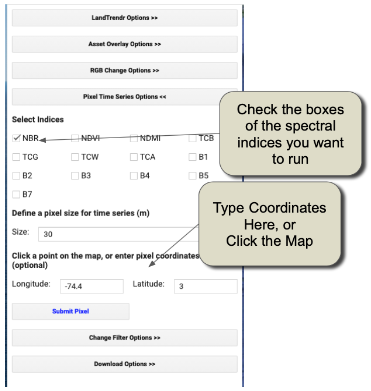 LandTrendr Options >>
Asset Overlay Options >>
RGB Change Options >>
Pixel Time Series Options <<
Select Indices
NBR NDVI NDMI TCB
TCG TCW TCA B1
B2 B3 B4 B5
B7
Define a pixel size for time series (m)
Size: 30
Click a point on the map, or enter pixel coordinates
(optional)
Longitude: -74.4 Latitude: 3
Submit Pixel
Change Filter Options >>
Download Options >>
Check the boxes
of the spectral
indices you want
to run
Type Coordinates
Here, or
Click the Map